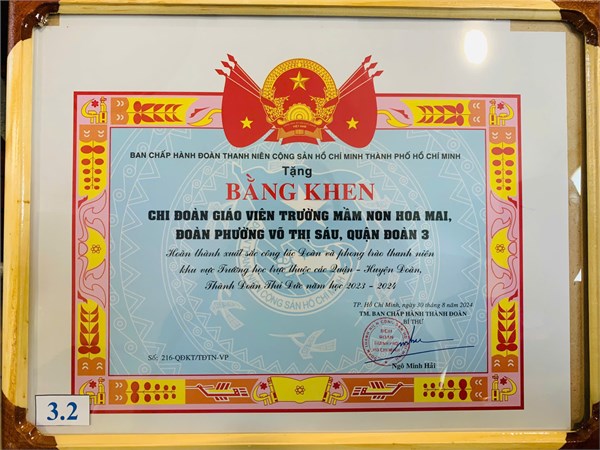 BAN CHẤP HÀNH ĐOÀN THANH NIÊN CỘNG SẢN HỒ CHÍ MINH THÀNH PHỐ HỒ CHÍ MINH
Tặng
BẰNG KHEN
CHI ĐOÀN GIÁO VIÊN TRƯỜNG MẦM NON HOA MAI,
ĐOÀN PHƯỜNG VÕ THỊ SÁU, QUẬN ĐOÀN 3
Hoàn thành xuất sắc công tác Đoàn và phong trào thanh niên
khu vực Trường học trực thuộc các Quận - Huyện Đoàn,
Thành Đoàn Thủ Đức năm học 2023 - 2024
TP. Hồ Chí Minh, ngày 30 tháng 8 năm 2024
TM. BAN CHẤP HÀNH THÀNH ĐOÀN
BÍ THƯ
Số: 216-QĐKT/TĐTN-VP
Ngô Minh Hải
3.2